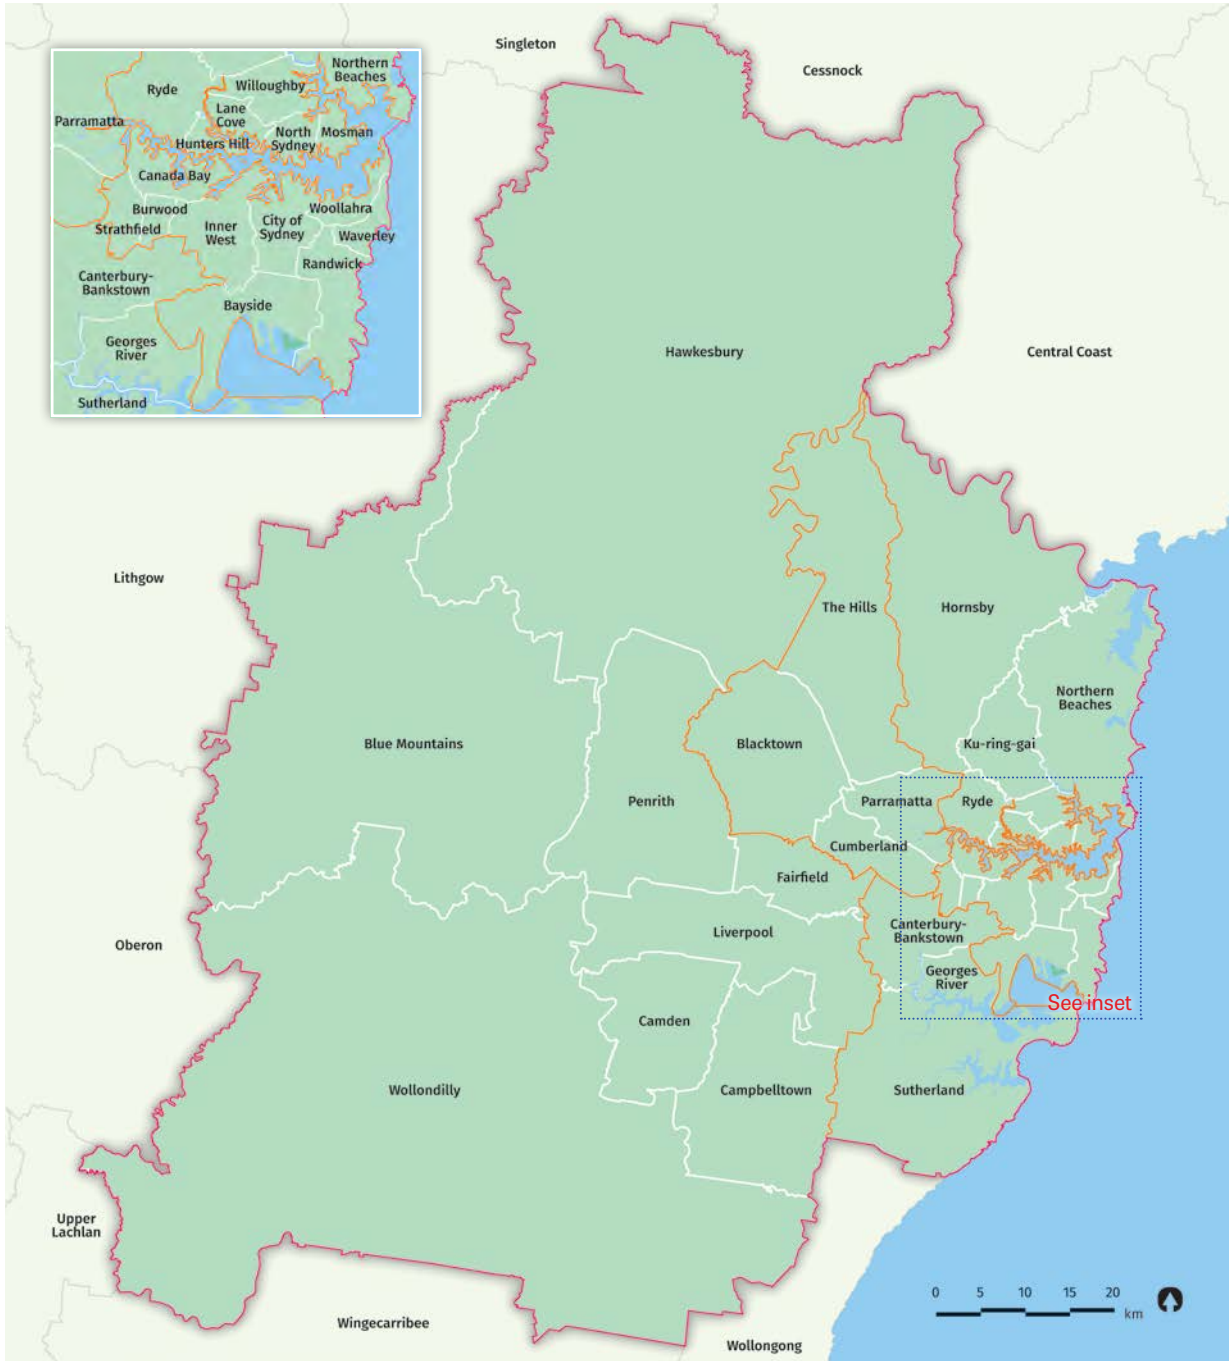 Singleton
Cessnock
Northern
Beaches
Ryde
Willoughby
Lane
Cove
Parramatta
North
Sydney
Mosman
Hunters Hill
Canada Bay
Burwood
Woollahra
Strathfield
Inner
West
City of
Sydney
Waverley
Randwick
Canterbury-
Bankstown
Bayside
Georges
River
Sutherland
Hawkesbury
Central Coast
Lithgow
The Hills
Hornsby
Northern
Beaches
Blue Mountains
Blacktown
Ku-ring-gai
Penrith
Parramatta
Ryde
Cumberland
Fairfield
Oberon
Liverpool
Canterbury-
Bankstown
Georges
River
See inset
Camden
Wollondilly
Campbelltown
Sutherland
Upper
Lachlan
Wingecarribee
Wollongong
0 5 10 15 20
km